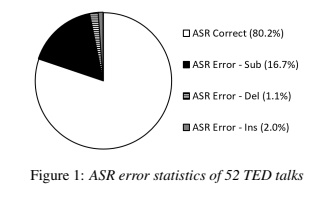 ASR Correct (80.2%)
ASR Error - Sub (16.7%)
ASR Error - Del (1.1%)
ASR Error - Ins (2.0%)
Figure 1: ASR error statistics of 52 TED talks